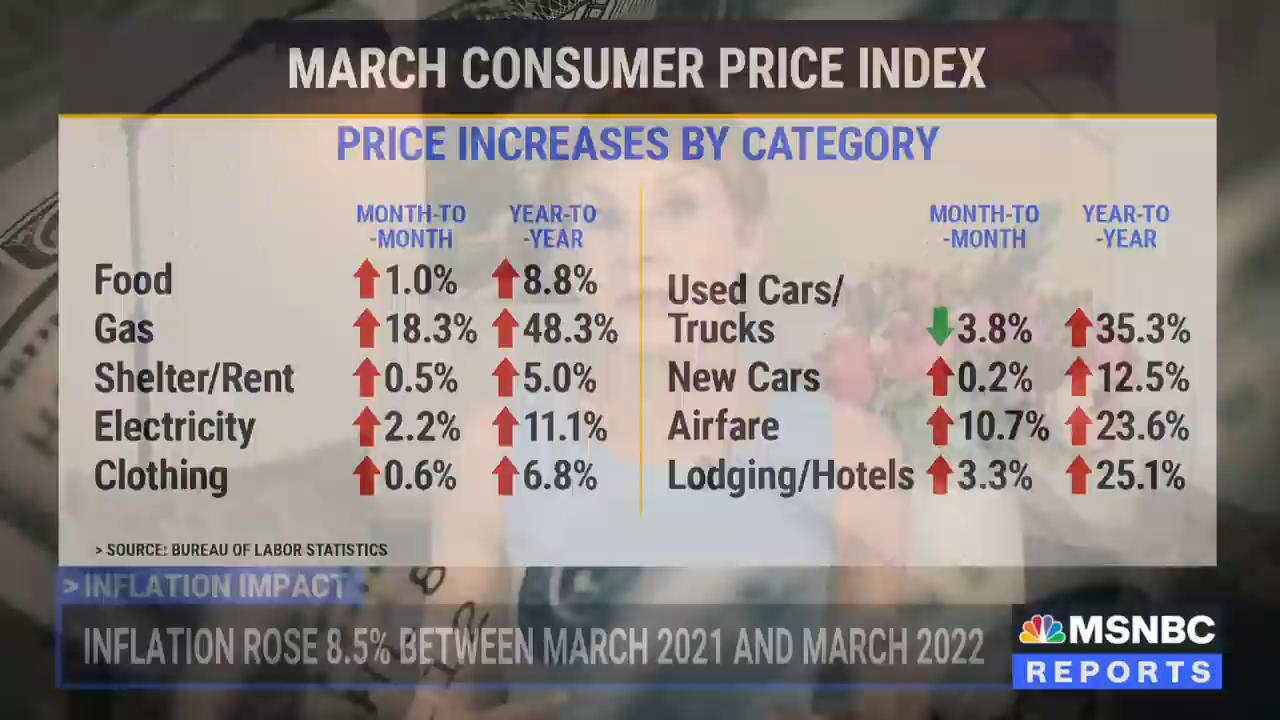 MARCH CONSUMER PRICE INDEX
PRICE INCREASES BY CATEGORY
MONTH-TO
-MONTH
YEAR-TO
-YEAR
Food 1.0% 8.8%
Gas 18.3% 48.3%
Shelter/Rent 0.5% 5.0%
Electricity 2.2% 11.1%
Clothing 0.6% 6.8%
MONTH-TO
-MONTH
YEAR-TO
-YEAR
Used Cars/
Trucks 3.8% 35.3%
New Cars 0.2% 12.5%
Airfare 10.7% 23.6%
Lodging/Hotels 3.3% 25.1%
> SOURCE: BUREAU OF LABOR STATISTICS
> INFLATION IMPACT
INFLATION ROSE 8.5% BETWEEN MARCH 2021 AND MARCH 2022
MSNBC
REPORTS